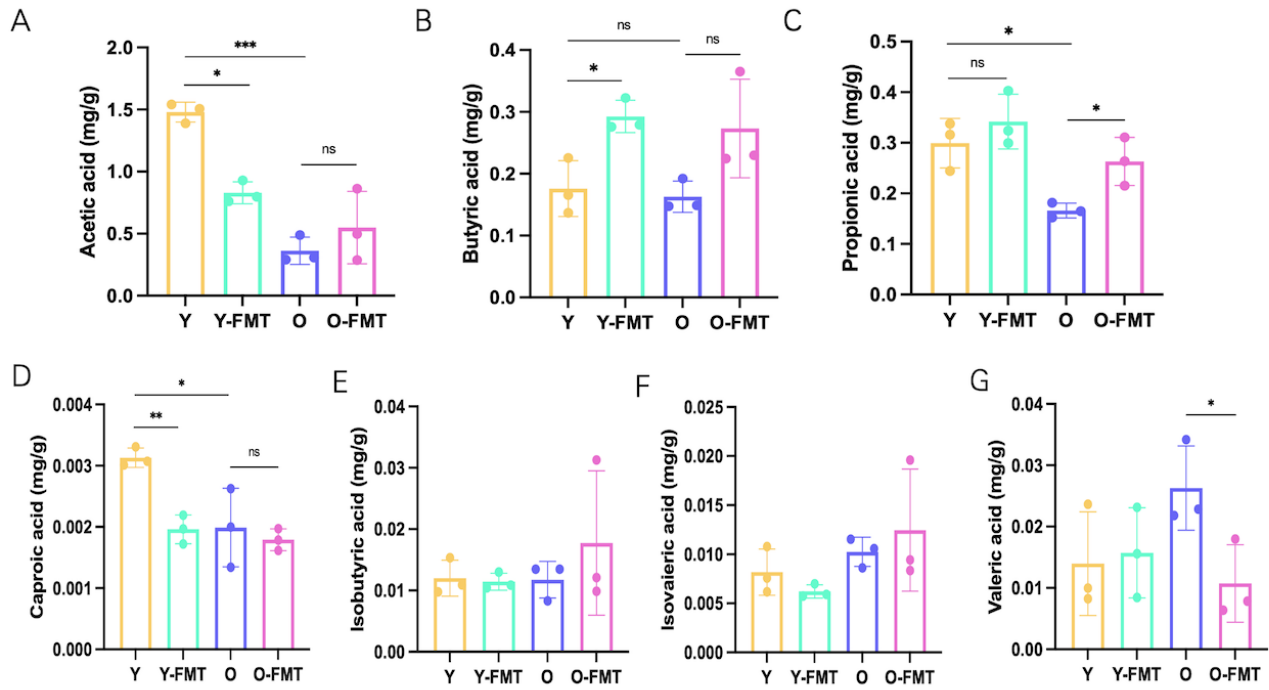 A
Acetic acid (mg/g)
2.0
1.5
1.0
0.5
0.0
***
*
ns
Y Y-FMT O O-FMT
B
Butyric acid (mg/g)
0.4
0.3
0.2
0.1
0.0
ns
ns
*
Y Y-FMT O O-FMT
C
Propionic acid (mg/g)
0.5
0.4
0.3
0.2
0.1
0.0
*
ns
*
Y Y-FMT O O-FMT
D
Caproic acid (mg/g)
0.004
0.003
0.002
0.001
0.000
*
**
ns
Y Y-FMT O O-FMT
E
Isobutyric acid (mg/g)
0.04
0.03
0.02
0.01
0.00
Y Y-FMT O O-FMT
F
Isovaieric acid (mg/g)
0.025
0.020
0.015
0.010
0.005
0.000
Y Y-FMT O O-FMT
G
Valeric acid (mg/g)
0.04
0.03
0.02
0.01
0.00
*
Y Y-FMT O O-FMT